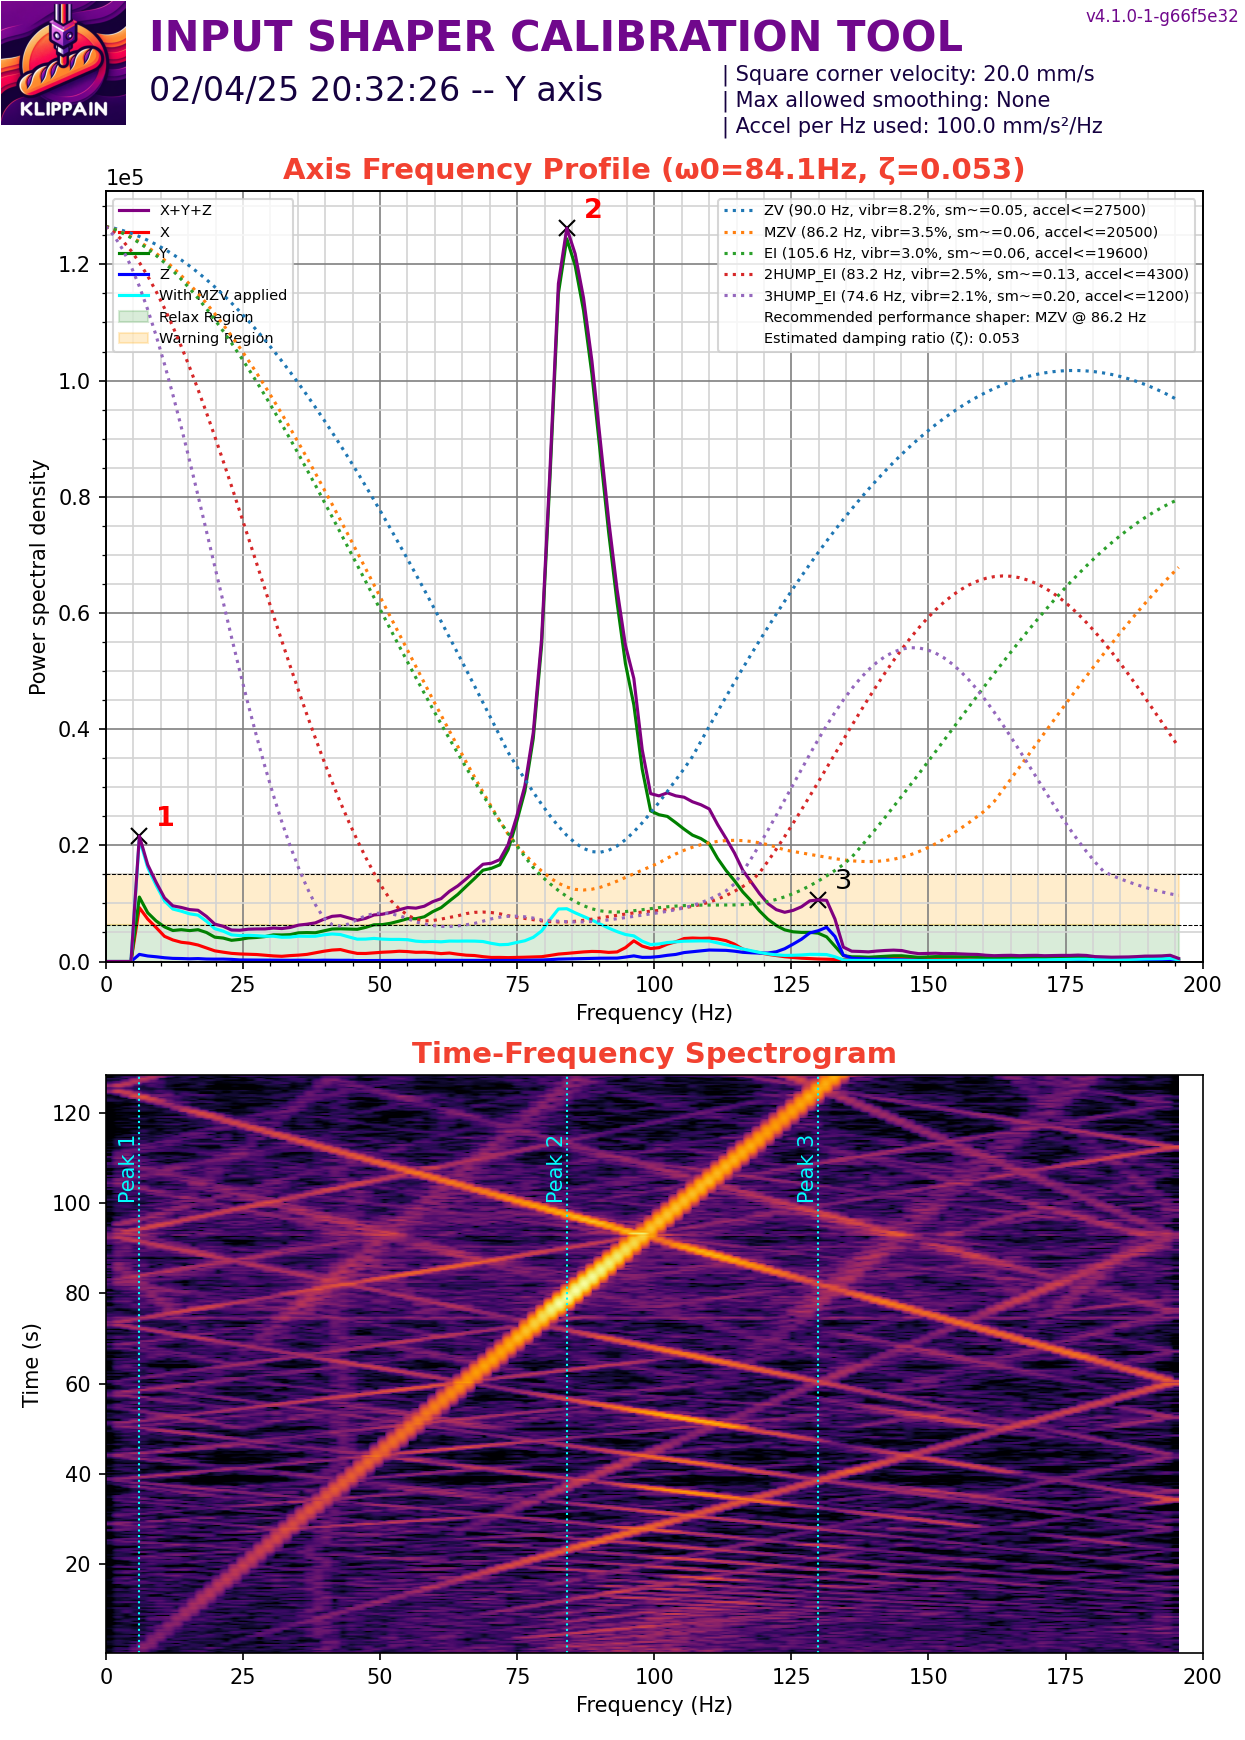 v4.1.0-1-g66f5e32
INPUT SHAPER CALIBRATION TOOL
02/04/25 20:32:26 -- Y axis
| Square corner velocity: 20.0 mm/s
| Max allowed smoothing: None
| Accel per Hz used: 100.0 mm/s²/Hz
KLIPPAIN
Axis Frequency Profile (ω0=84.1Hz, ζ=0.053)
1e5
X+Y+Z
X
Y
Z
With MZV applied
Relax Region
Warning Region
ZV (90.0 Hz, vibr=8.2%, sm~=0.05, accel<=27500)
MZV (86.2 Hz, vibr=3.5%, sm~=0.06, accel<=20500)
EI (105.6 Hz, vibr=3.0%, sm~=0.06, accel<=19600)
2HUMP_EI (83.2 Hz, vibr=2.5%, sm~=0.13, accel<=4300)
3HUMP_EI (74.6 Hz, vibr=2.1%, sm~=0.20, accel<=1200)
Recommended performance shaper: MZV @ 86.2 Hz
Estimated damping ratio (ζ): 0.053
2
1
3
1.2
1.0
0.8
0.6
0.4
0.2
0.0
Power spectral density
0 25 50 75 100 125 150 175 200
Frequency (Hz)
Time-Frequency Spectrogram
Peak 1
Peak 2
Peak 3
120
100
80
60
40
20
Time (s)
0 25 50 75 100 125 150 175 200
Frequency (Hz)